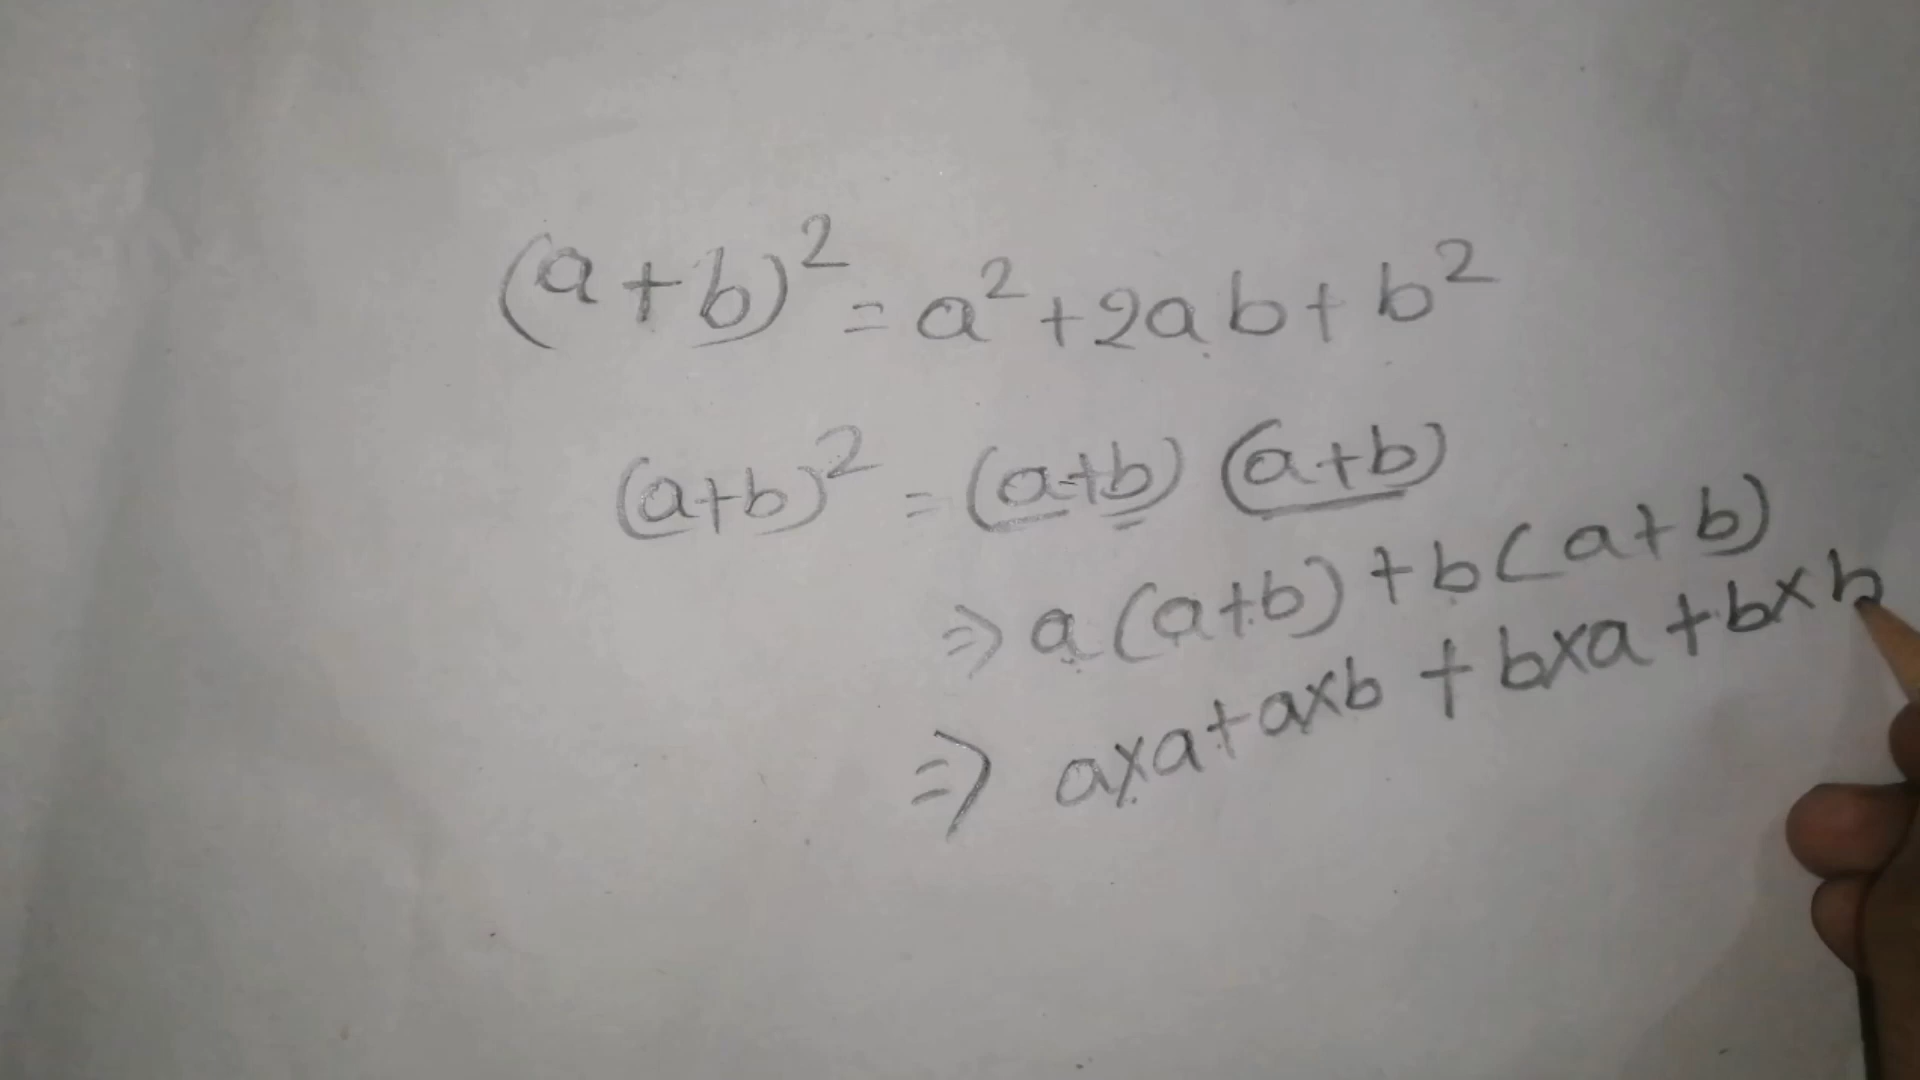 (a+b)² = a² + 2ab + b²
(a+b)² = (a+b) (a+b)
⇒ a (a+b) + b (a+b)
⇒ a×a + a×b + b×a + b×b